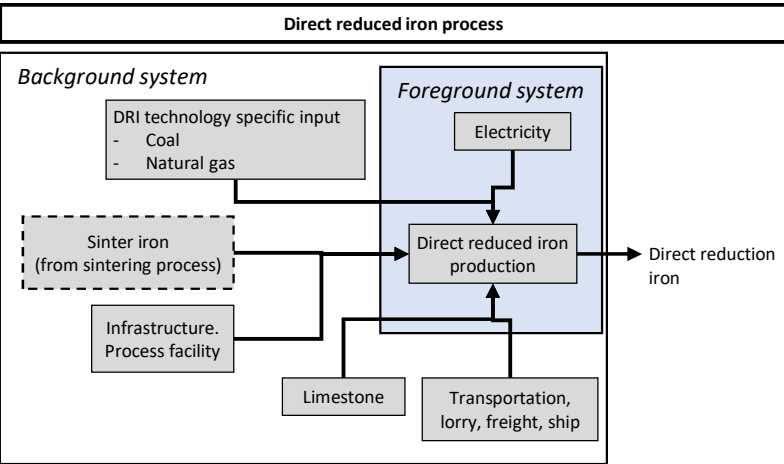 Direct reduced iron process
Background system
Foreground system
DRI technology specific input
- Coal
- Natural gas
Electricity
Sinter iron
(from sintering process)
Direct reduced iron
production
Direct reduction
iron
Infrastructure.
Process facility
Limestone
Transportation,
lorry, freight, ship